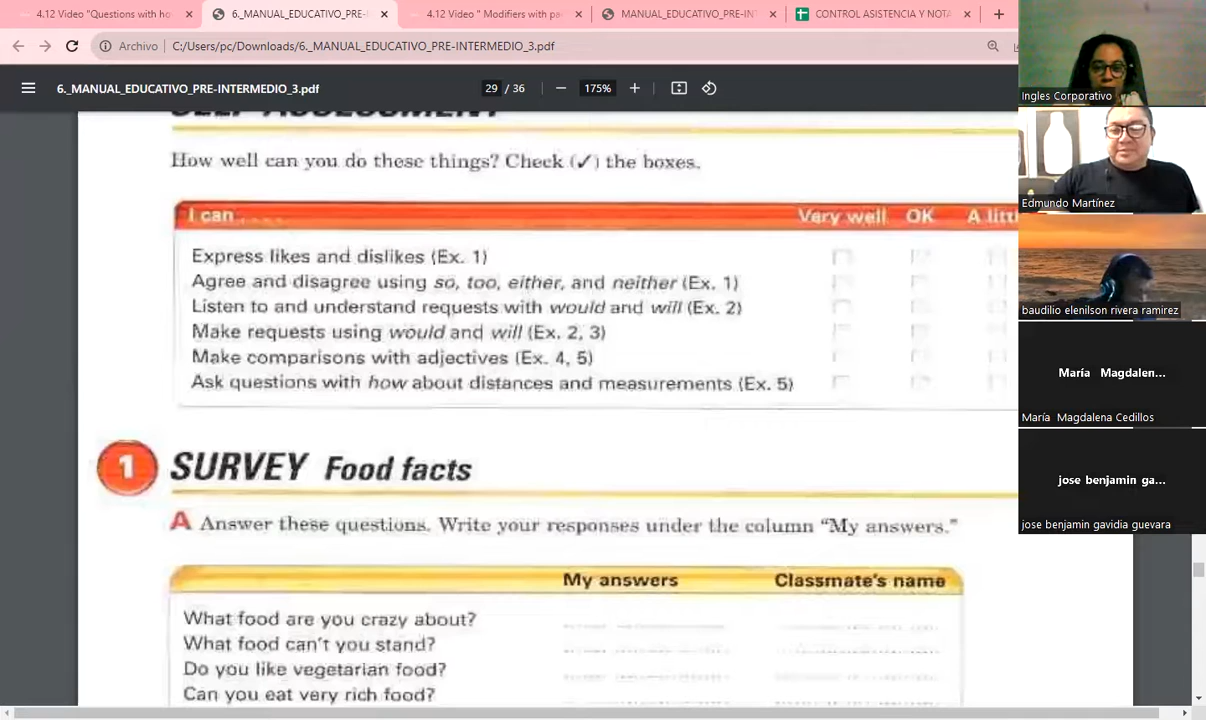 4.12 Video "Questions with ho
6._MANUAL_EDUCATIVO_PRE-
4.12 Video " Modifiers with pa
MANUAL_EDUCATIVO_PRE-INT
CONTROL ASISTENCIA Y NOTA
Archivo
C:/Users/pc/Downloads/6._MANUAL_EDUCATIVO_PRE-INTERMEDIO_3.pdf
6._MANUAL_EDUCATIVO_PRE-INTERMEDIO_3.pdf
29 / 36
175%
SELF-ASSESSMENT
How well can you do these things? Check (✓) the boxes.
I can . . . .
Very well OK A litt
Express likes and dislikes (Ex. 1)
Agree and disagree using so, too, either, and neither (Ex. 1)
Listen to and understand requests with would and will (Ex. 2)
Make requests using would and will (Ex. 2, 3)
Make comparisons with adjectives (Ex. 4, 5)
Ask questions with how about distances and measurements (Ex. 5)
1 SURVEY Food facts
A Answer these questions. Write your responses under the column “My answers.”
My answers Classmate's name
What food are you crazy about?
What food can't you stand?
Do you like vegetarian food?
Can you eat very rich food?
Ingles Corporativo
Edmundo Martínez
baudilio elenilson rivera ramirez
María Magdalen...
María Magdalena Cedillos
jose benjamin ga...
jose benjamin gavidia guevara